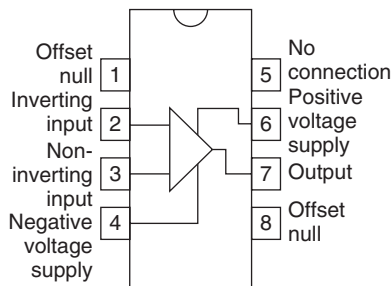 Offset
null
1
Inverting
input
2
Non-
inverting
input
3
Negative
voltage
supply
4
No
connection
5
Positive
voltage
supply
6
Output
7
Offset
null
8